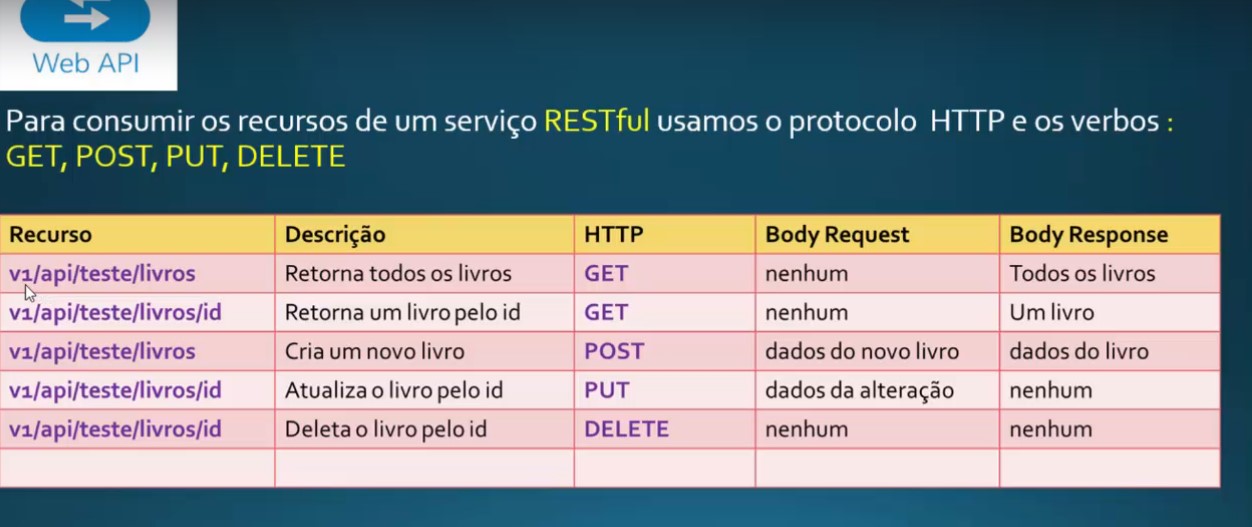 Web API
Para consumir os recursos de um serviço RESTful usamos o protocolo HTTP e os verbos :
GET, POST, PUT, DELETE
Recurso Descrição HTTP Body Request Body Response
v1/api/teste/livros Retorna todos os livros GET nenhum Todos os livros
v1/api/teste/livros/id Retorna um livro pelo id GET nenhum Um livro
v1/api/teste/livros Cria um novo livro POST dados do novo livro dados do livro
v1/api/teste/livros/id Atualiza o livro pelo id PUT dados da alteração nenhum
v1/api/teste/livros/id Deleta o livro pelo id DELETE nenhum nenhum